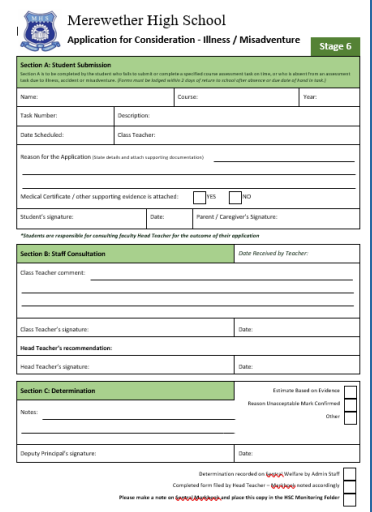 Merewether High School
Application for Consideration - Illness / Misadventure
Stage 6
Section A: Student Submission
Section A is to be completed by the student who fails to submit or complete a specified course assessment task on time, or who is absent from an assessment
task due to illness, accident or misadventure. (Forms must be lodged within 2 days of return to school after absence or due date of hand in task.)
Name:
Course:
Year:
Task Number:
Description:
Date Scheduled:
Class Teacher:
Reason for the Application (State details and attach supporting documentation)
Medical Certificate / other supporting evidence is attached:
YES
NO
Student's signature:
Date:
Parent / Caregiver's Signature:
*Students are responsible for consulting faculty Head Teacher for the outcome of their application
Section B: Staff Consultation
Date Received by Teacher:
Class Teacher comment:
Class Teacher's signature:
Date:
Head Teacher's recommendation:
Head Teacher's signature:
Date:
Section C: Determination
Estimate Based on Evidence
Reason Unacceptable Mark Confirmed
Other
Notes:
Deputy Principal's signature:
Date:
Determination recorded on Sentral Welfare by Admin Staff
Completed form filed by Head Teacher – Markbook noted accordingly
Please make a note on Sentral Markbook and place this copy in the HSC Monitoring Folder